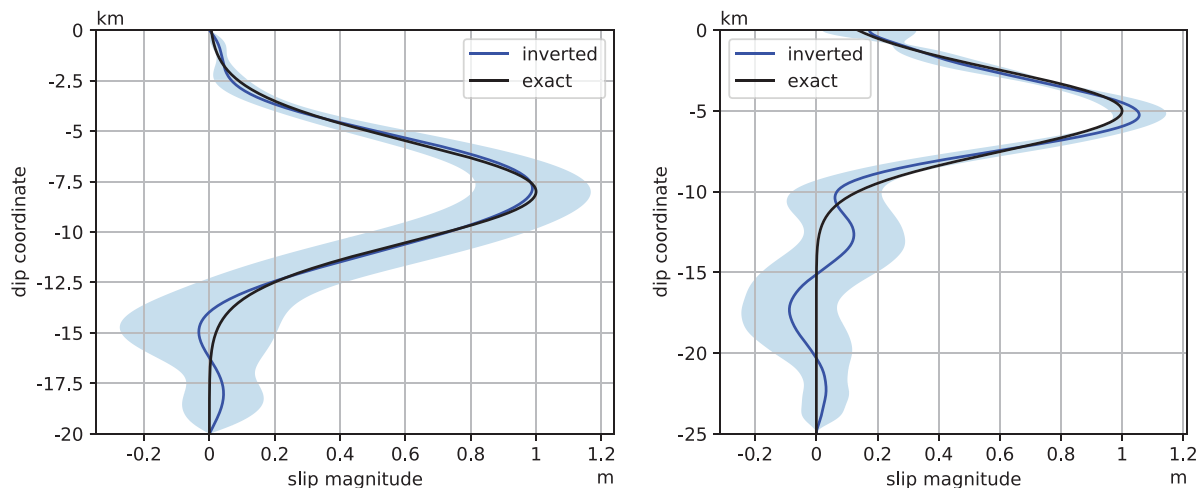 km
0
-2.5
-5
-7.5
-10
-12.5
-15
-17.5
-20
dip coordinate
-0.2 0 0.2 0.4 0.6 0.8 1 1.2
slip magnitude m
inverted
exact
km
0
-5
-10
-15
-20
-25
dip coordinate
-0.2 0 0.2 0.4 0.6 0.8 1 1.2
slip magnitude m
inverted
exact